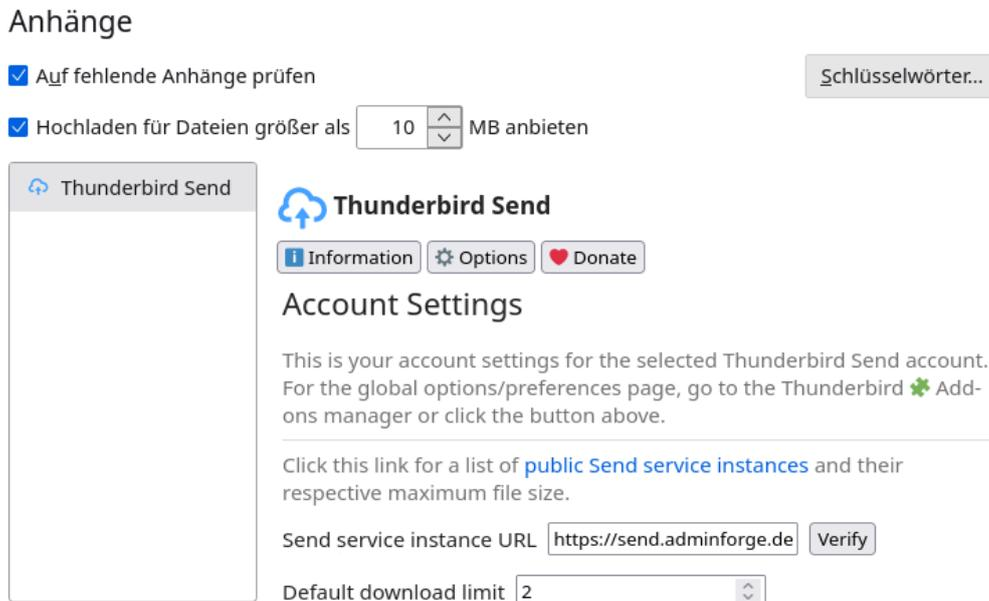 Anhänge
Auf fehlende Anhänge prüfen
Schlüsselwörter...
Hochladen für Dateien größer als 10 MB anbieten
Thunderbird Send
Thunderbird Send
Information
Options
Donate
Account Settings
This is your account settings for the selected Thunderbird Send account.
For the global options/preferences page, go to the Thunderbird Add-
ons manager or click the button above.
Click this link for a list of public Send service instances and their
respective maximum file size.
Send service instance URL https://send.adminforge.de Verify
Default download limit 2